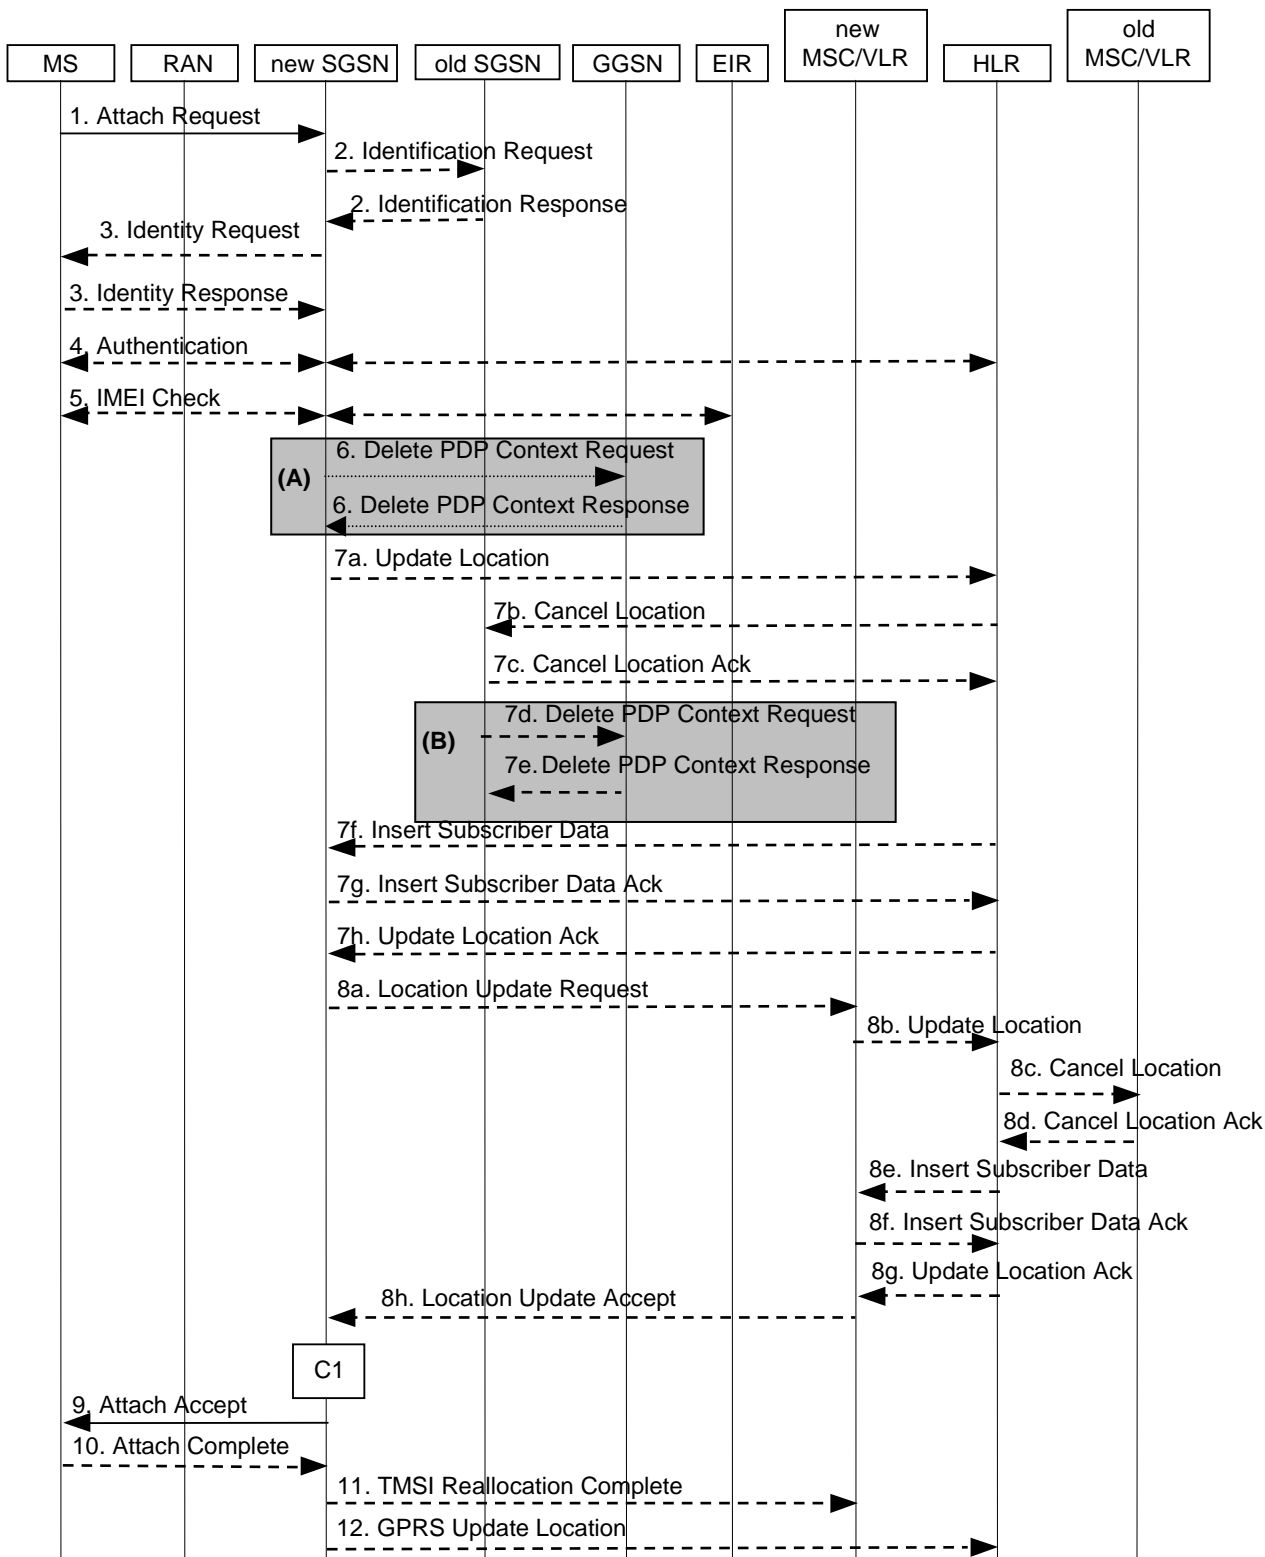 new
MSC/VLR
old
MSC/VLR
MS
RAN
new SGSN
old SGSN
GGSN
EIR
HLR
1. Attach Request
2. Identification Request
2. Identification Response
3. Identity Request
3. Identity Response
4. Authentication
5. IMEI Check
(A)
6. Delete PDP Context Request
6. Delete PDP Context Response
7a. Update Location
7b. Cancel Location
7c. Cancel Location Ack
(B)
7d. Delete PDP Context Request
7e. Delete PDP Context Response
7f. Insert Subscriber Data
7g. Insert Subscriber Data Ack
7h. Update Location Ack
8a. Location Update Request
8b. Update Location
8c. Cancel Location
8d. Cancel Location Ack
8e. Insert Subscriber Data
8f. Insert Subscriber Data Ack
8g. Update Location Ack
8h. Location Update Accept
C1
9. Attach Accept
10. Attach Complete
11. TMSI Reallocation Complete
12. GPRS Update Location